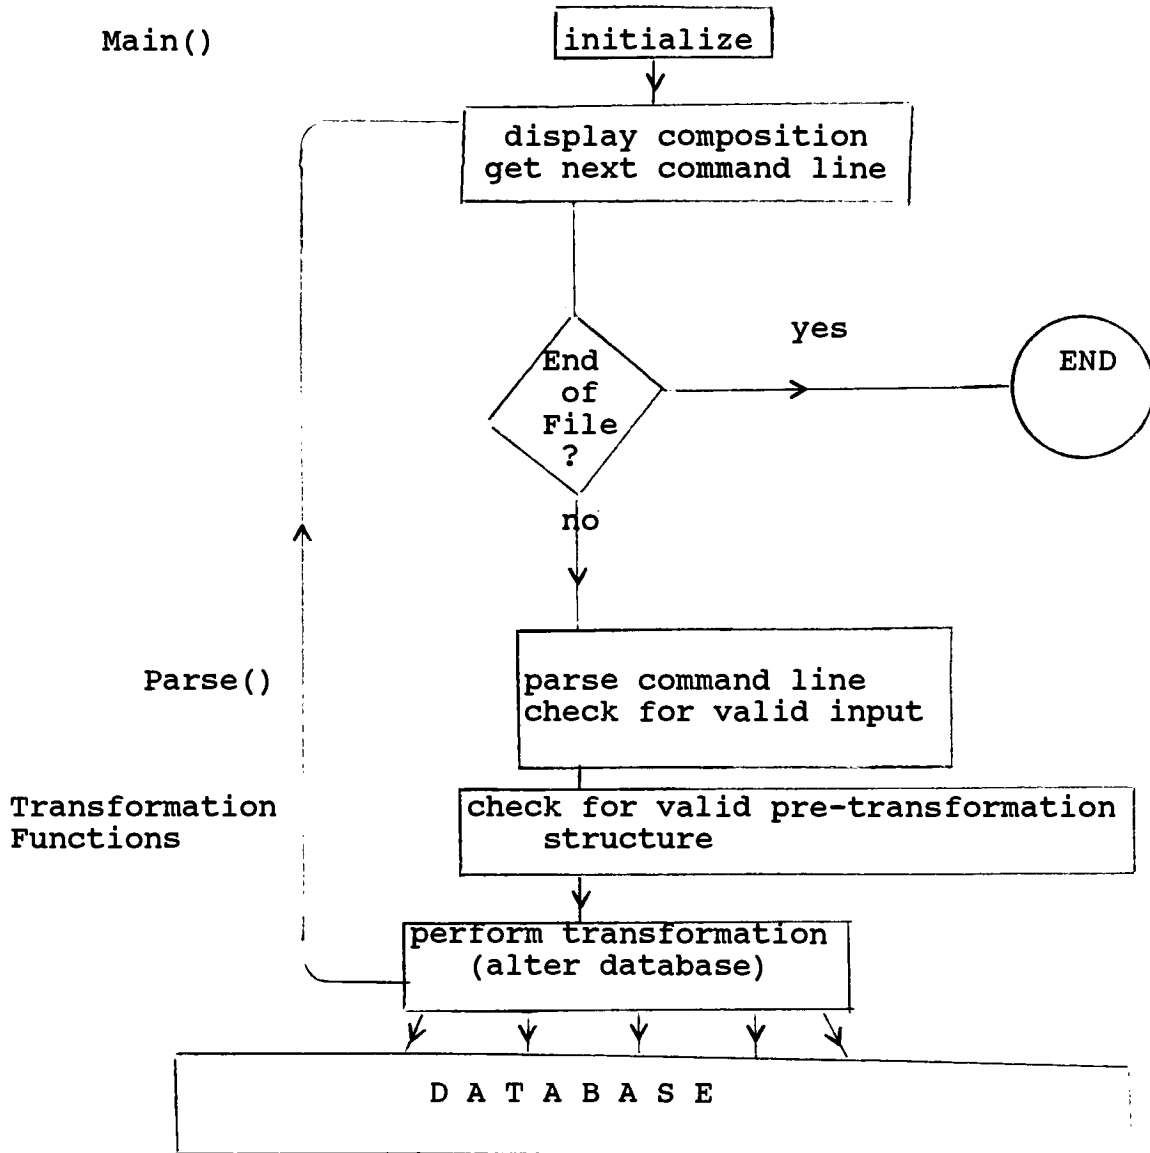 Main()
initialize
display composition
get next command line
yes
END
End
of
File
?
no
Parse()
parse command line
check for valid input
Transformation
Functions
check for valid pre-transformation
structure
perform transformation
(alter database)
D A T A B A S E